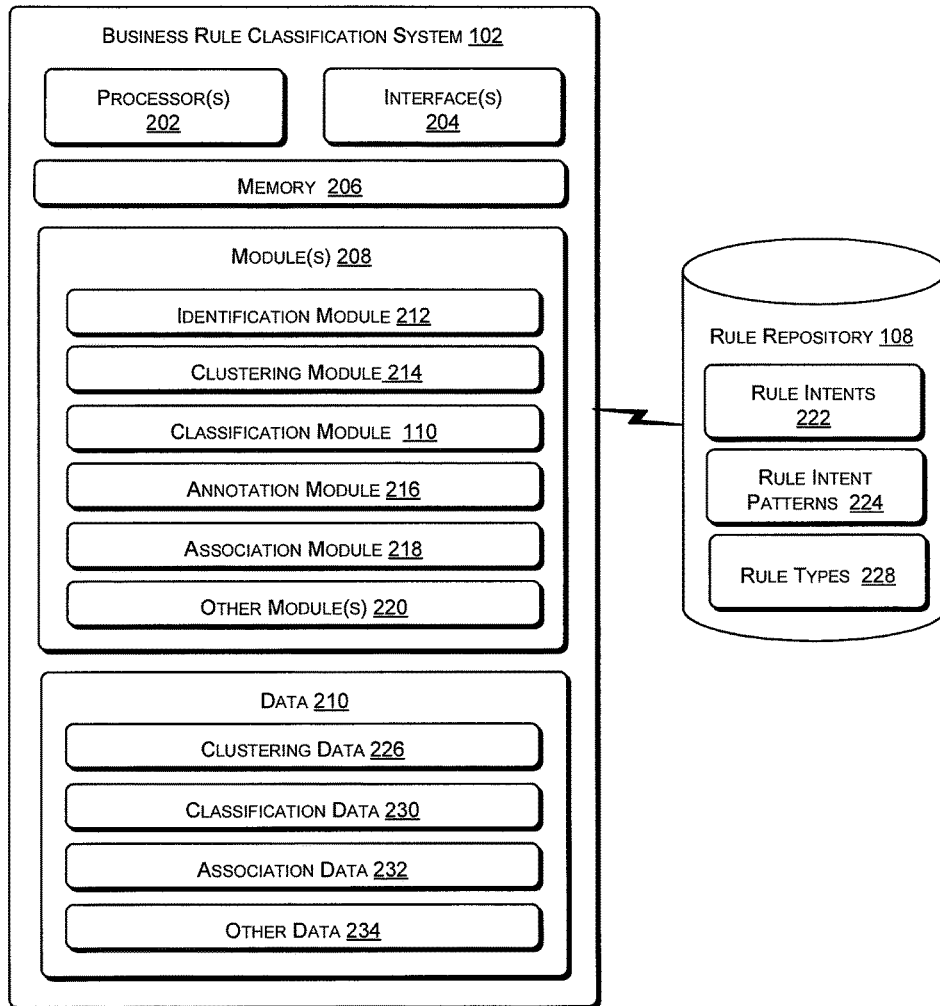 BUSINESS RULE CLASSIFICATION SYSTEM 102
PROCESSOR(S)
202
INTERFACE(S)
204
MEMORY 206
MODULE(S) 208
IDENTIFICATION MODULE 212
CLUSTERING MODULE 214
CLASSIFICATION MODULE 110
ANNOTATION MODULE 216
ASSOCIATION MODULE 218
OTHER MODULE(S) 220
DATA 210
CLUSTERING DATA 226
CLASSIFICATION DATA 230
ASSOCIATION DATA 232
OTHER DATA 234
RULE REPOSITORY 108
RULE INTENTS
222
RULE INTENT
PATTERNS 224
RULE TYPES 228